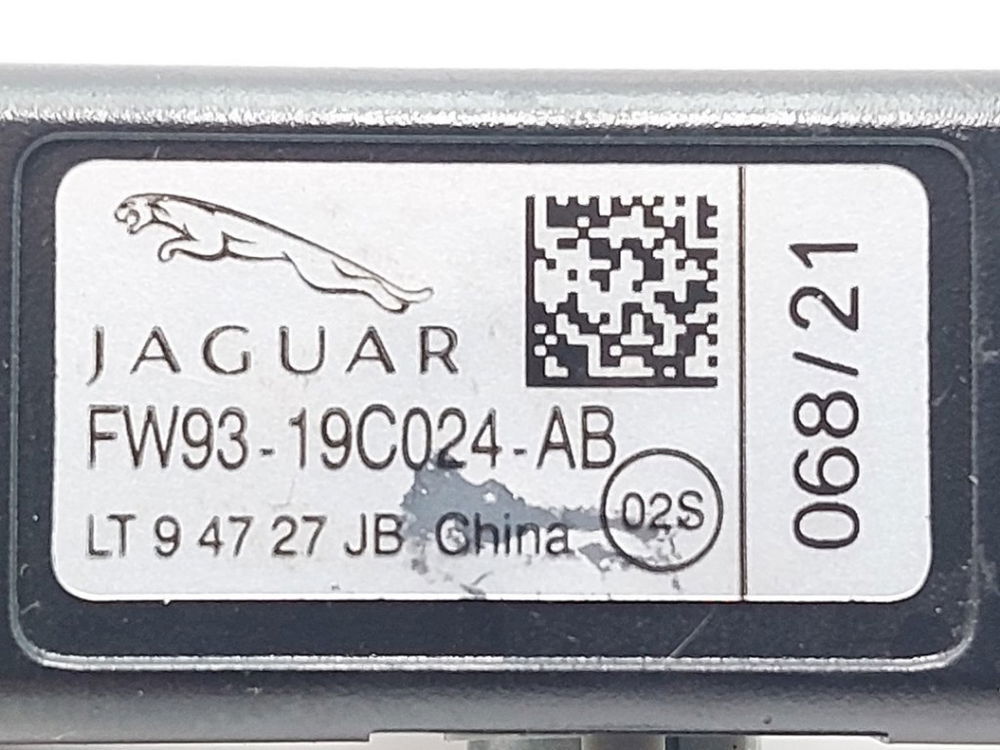 JAGUAR
FW93-19C024-AB
LT 9 47 27 JB China
02S
068/21